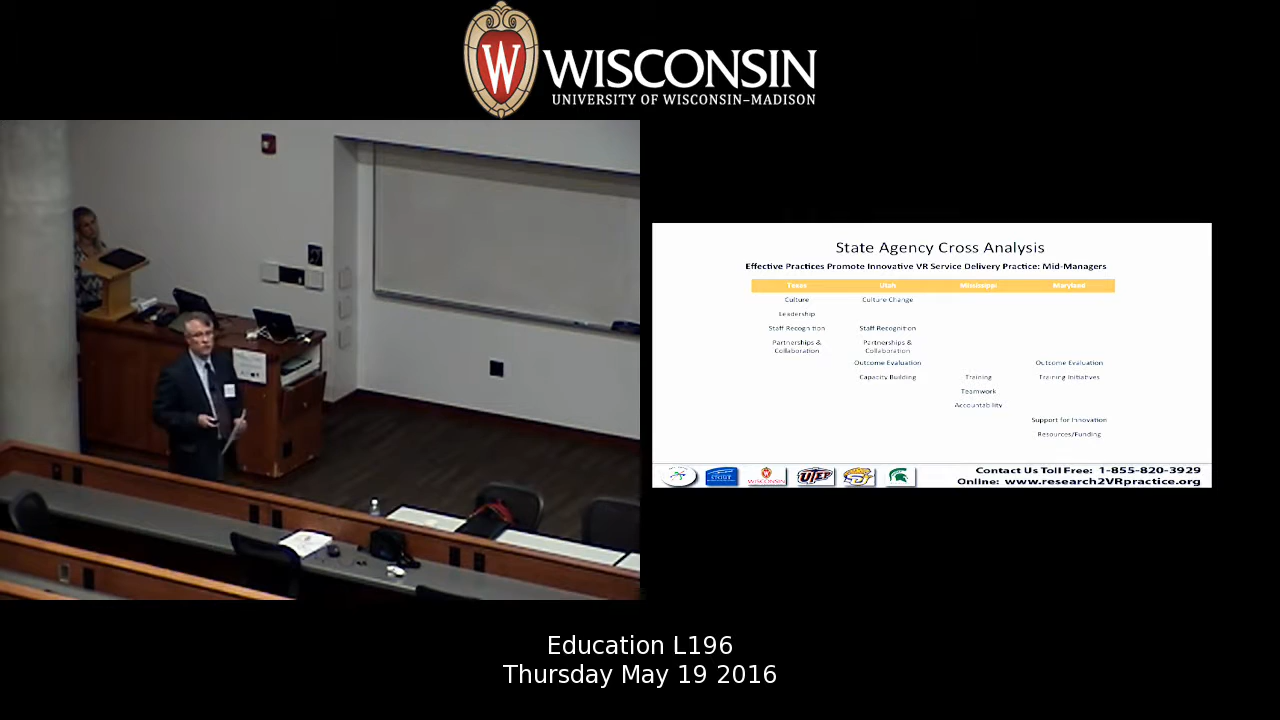 W
WISCONSIN
UNIVERSITY OF WISCONSIN–MADISON
State Agency Cross Analysis
Effective Practices Promote Innovative VR Service Delivery Practice: Mid-Managers
Texas Utah Mississippi Maryland
Culture Culture Change
Leadership
Staff Recognition Staff Recognition
Partnerships & Partnerships &
Collaboration Collaboration
Outcome Evaluation Outcome Evaluation
Capacity Building Training Training Initiatives
Teamwork
Accountability
Support for Innovation
Resources/Funding
STOUT
WISCONSIN
UTEP
Contact Us Toll Free: 1-855-820-3929
Online: www.research2VRpractice.org
Education L196
Thursday May 19 2016